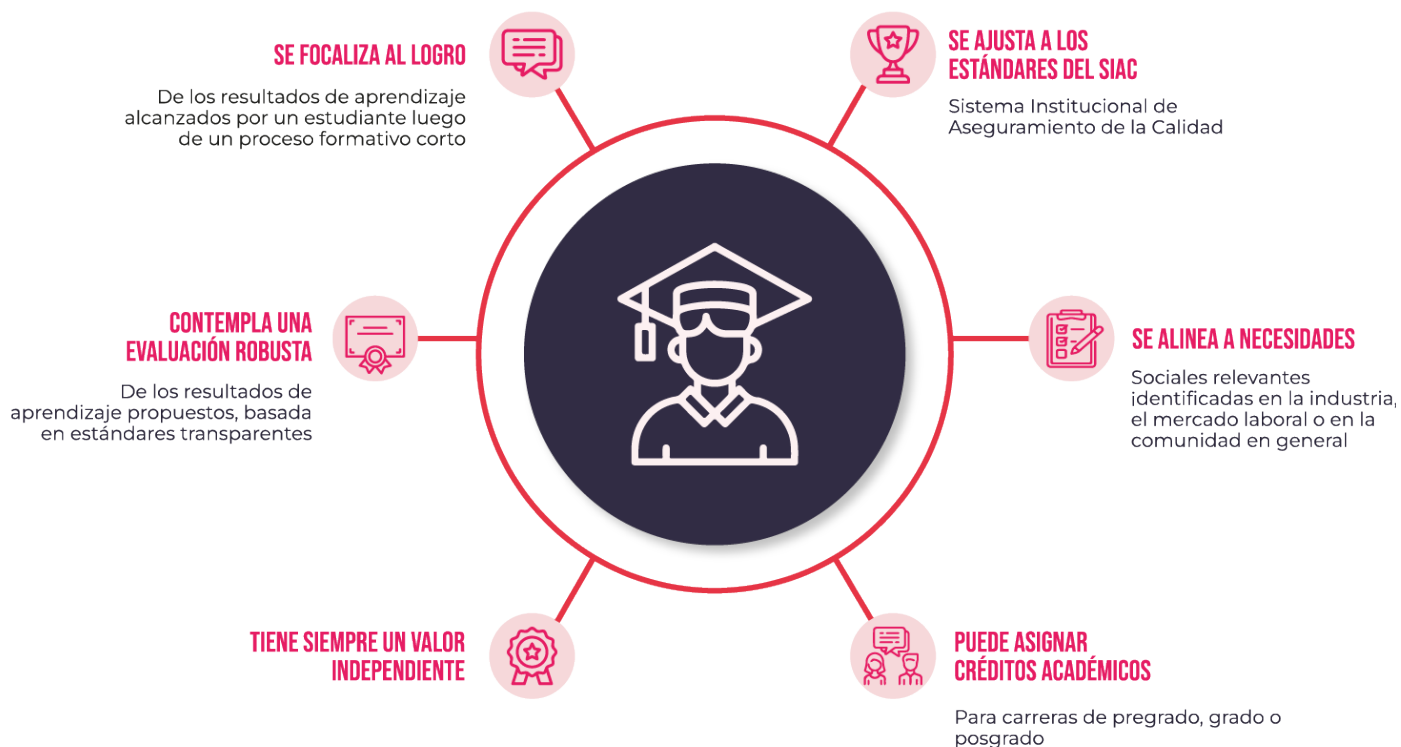 SE FOCALIZA AL LOGRO
De los resultados de aprendizaje
alcanzados por un estudiante luego
de un proceso formativo corto
SE AJUSTA A LOS
ESTÁNDARES DEL SIAC
Sistema Institucional de
Aseguramiento de la Calidad
CONTEMPLA UNA
EVALUACIÓN ROBUSTA
De los resultados de
aprendizaje propuestos, basada
en estándares transparentes
SE ALINEA A NECESIDADES
Sociales relevantes
identificadas en la industria,
el mercado laboral o en la
comunidad en general
TIENE SIEMPRE UN VALOR
INDEPENDIENTE
PUEDE ASIGNAR
CRÉDITOS ACADÉMICOS
Para carreras de pregrado, grado o
posgrado